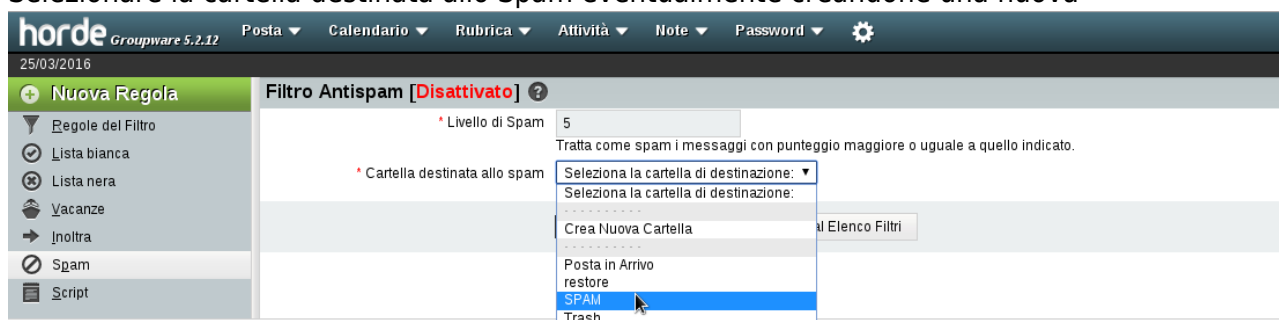 Selezionare la cartella destinata allo Spam eventualmente creandone una nuova
horde Groupware 5.2.12 Posta Calendario Rubrica Attività Note Password
25/03/2016
Nuova Regola
Regole del Filtro
Lista bianca
Lista nera
Vacanze
Inoltra
Spam
Script
Filtro Antispam [Disattivato] ?
* Livello di Spam 5
Tratta come spam i messaggi con punteggio maggiore o uguale a quello indicato.
* Cartella destinata allo spam Seleziona la cartella di destinazione:
Seleziona la cartella di destinazione:
- - - - - - - - - -
Crea Nuova Cartella
- - - - - - - - - -
Posta in Arrivo
restore
SPAM
Trash
al Elenco Filtri